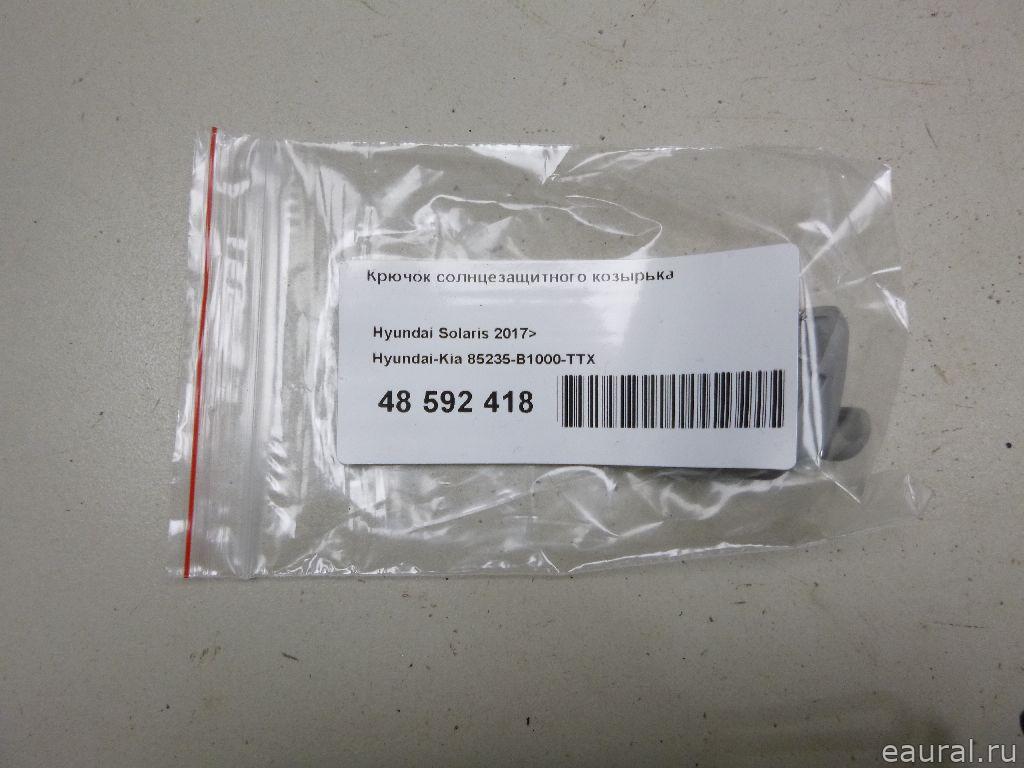 Крючок солнцезащитного козырька
Hyundai Solaris 2017>
Hyundai-Kia 85235-B1000-TTX
48 592 418
eaural.ru